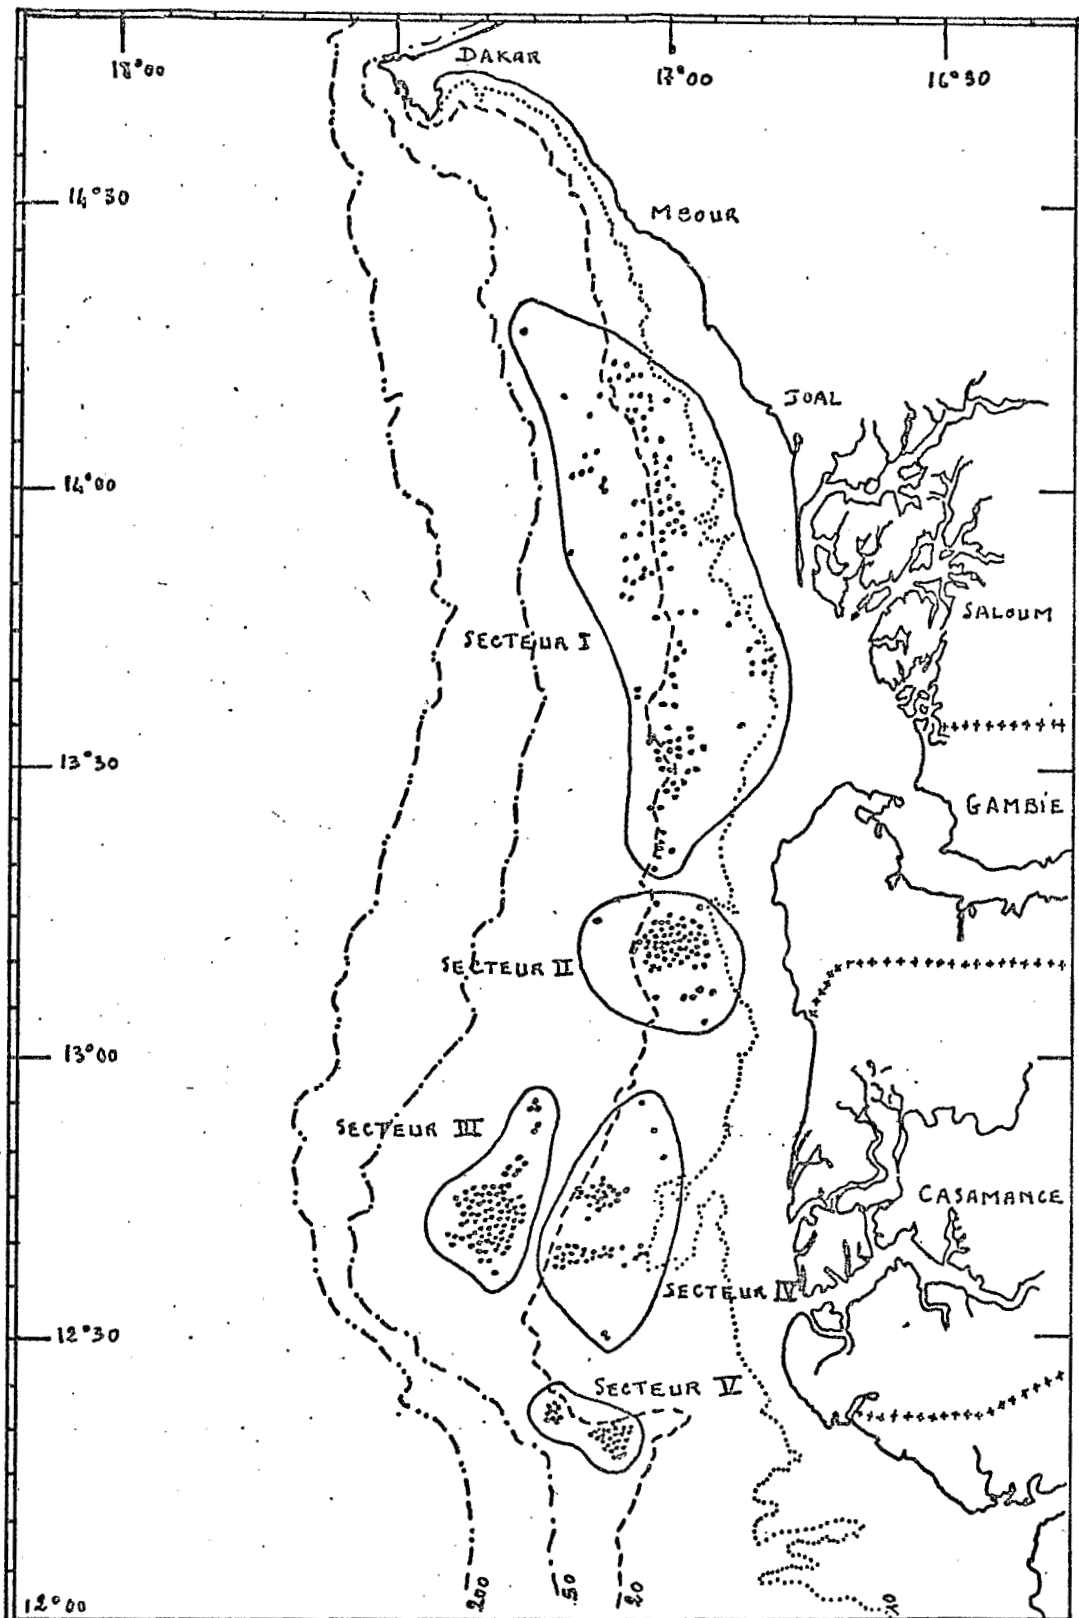 DAKAR
18°00
17°00
16°30
14°30
MBOUR
JOAL
14°00
SALOUM
SECTEUR I
13°30
GAMBIE
SECTEUR II
13°00
SECTEUR III
CASAMANCE
SECTEUR IV
12°30
SECTEUR V
200
50
20
10
12°00